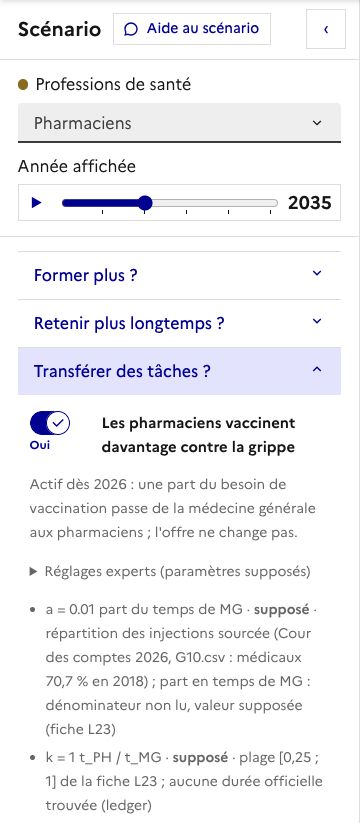 Scénario
Aide au scénario
Professions de santé
Pharmaciens
Année affichée
2035
Former plus ?
Retenir plus longtemps ?
Transférer des tâches ?
Oui
Les pharmaciens vaccinent
davantage contre la grippe
Actif dès 2026 : une part du besoin de
vaccination passe de la médecine générale
aux pharmaciens ; l'offre ne change pas.
Réglages experts (paramètres supposés)
• a = 0.01 part du temps de MG · supposé ·
répartition des injections sourcée (Cour
des comptes 2026, G10.csv : médicaux
70,7 % en 2018) ; part en temps de MG :
dénominateur non lu, valeur supposée
(fiche L23)
• k = 1 t_PH / t_MG · supposé · plage [0,25 ;
1] de la fiche L23 ; aucune durée officielle
trouvée (ledger)